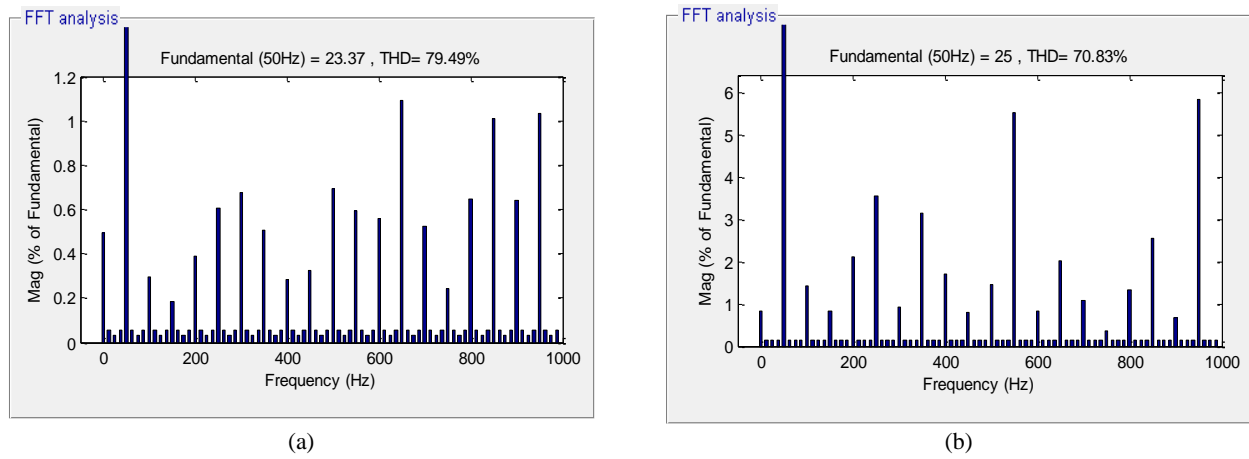 FFT analysis
Fundamental (50Hz) = 23.37 , THD= 79.49%
1.2
1
0.8
0.6
0.4
0.2
0
Mag (% of Fundamental)
0 200 400 600 800 1000
Frequency (Hz)
(a)
FFT analysis
Fundamental (50Hz) = 25 , THD= 70.83%
6
5
4
3
2
1
0
Mag (% of Fundamental)
0 200 400 600 800 1000
Frequency (Hz)
(b)